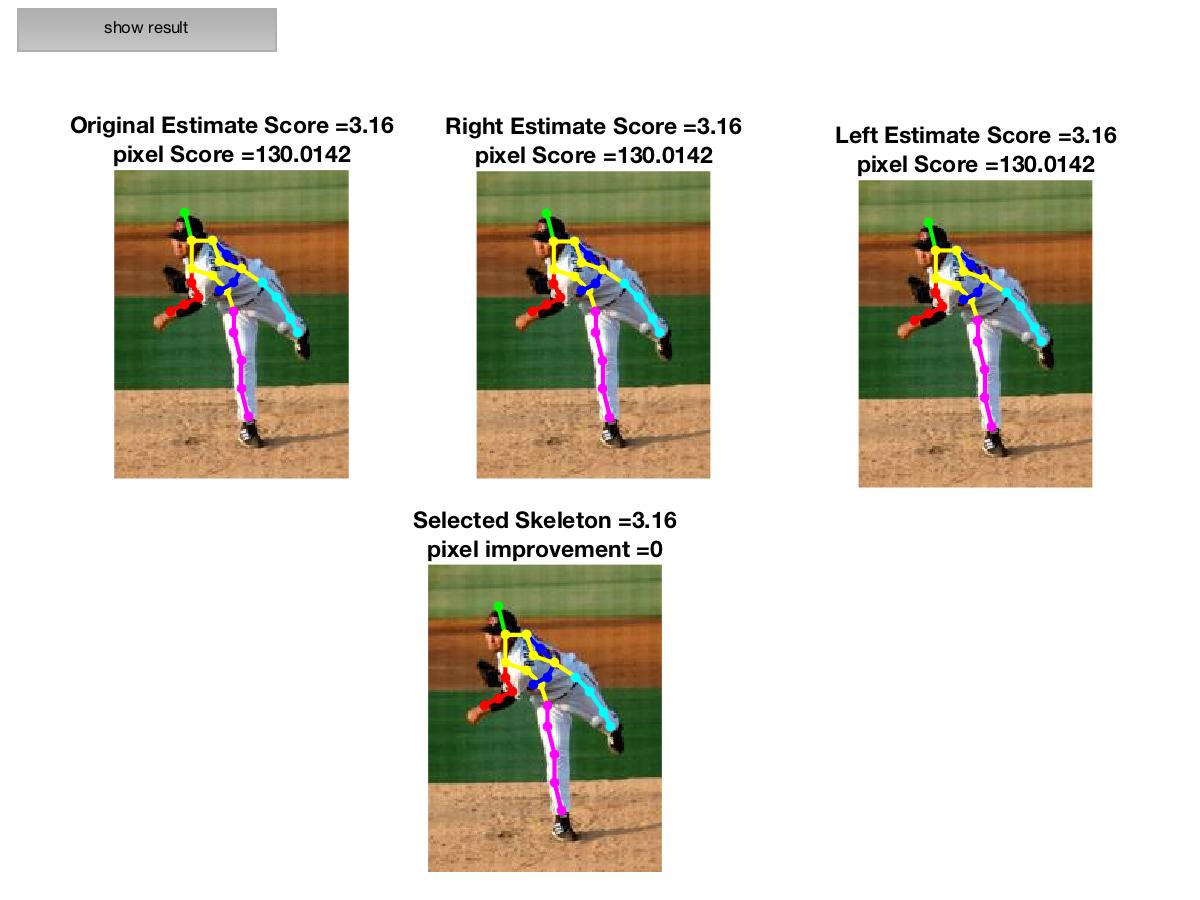 show result
Original Estimate Score =3.16
pixel Score =130.0142
Right Estimate Score =3.16
pixel Score =130.0142
Left Estimate Score =3.16
pixel Score =130.0142
Selected Skeleton =3.16
pixel improvement =0